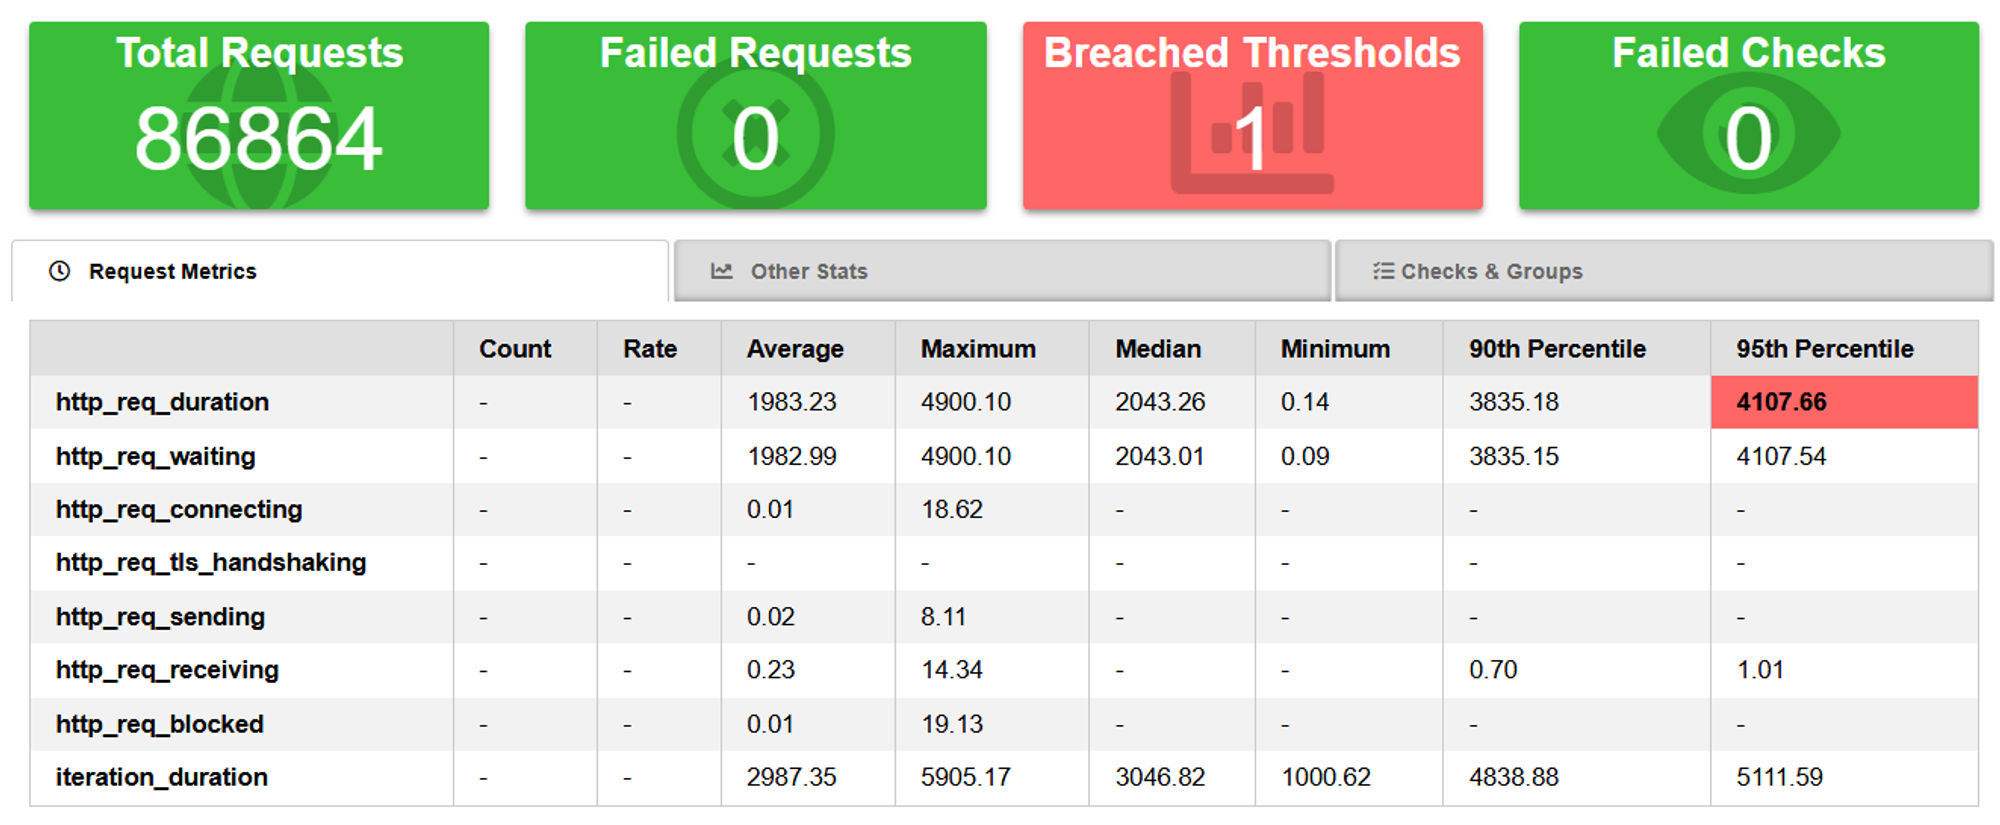 Total Requests
86864
Failed Requests
0
Breached Thresholds
1
Failed Checks
0
Request Metrics
Other Stats
Checks & Groups
Count Rate Average Maximum Median Minimum 90th Percentile 95th Percentile
http_req_duration - - 1983.23 4900.10 2043.26 0.14 3835.18 4107.66
http_req_waiting - - 1982.99 4900.10 2043.01 0.09 3835.15 4107.54
http_req_connecting - - 0.01 18.62 - - - -
http_req_tls_handshaking - - - - - - - -
http_req_sending - - 0.02 8.11 - - - -
http_req_receiving - - 0.23 14.34 - - 0.70 1.01
http_req_blocked - - 0.01 19.13 - - - -
iteration_duration - - 2987.35 5905.17 3046.82 1000.62 4838.88 5111.59